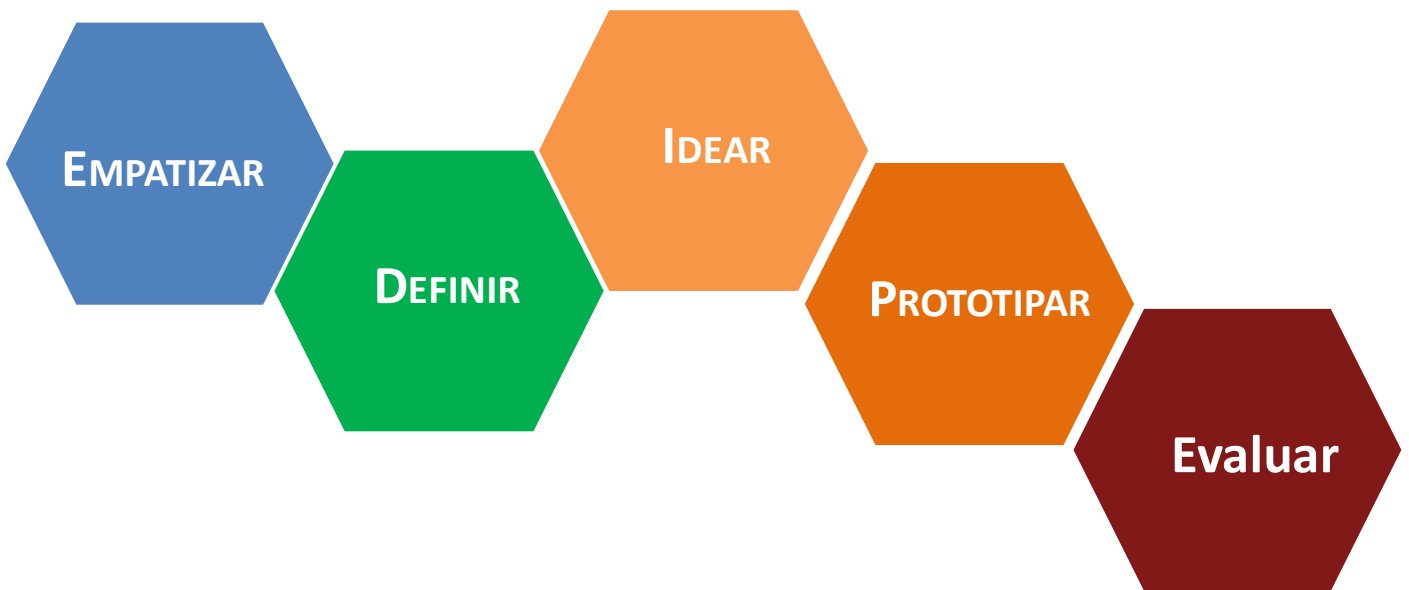 EMPATIZAR
DEFINIR
IDEAR
PROTOTIPAR
Evaluar